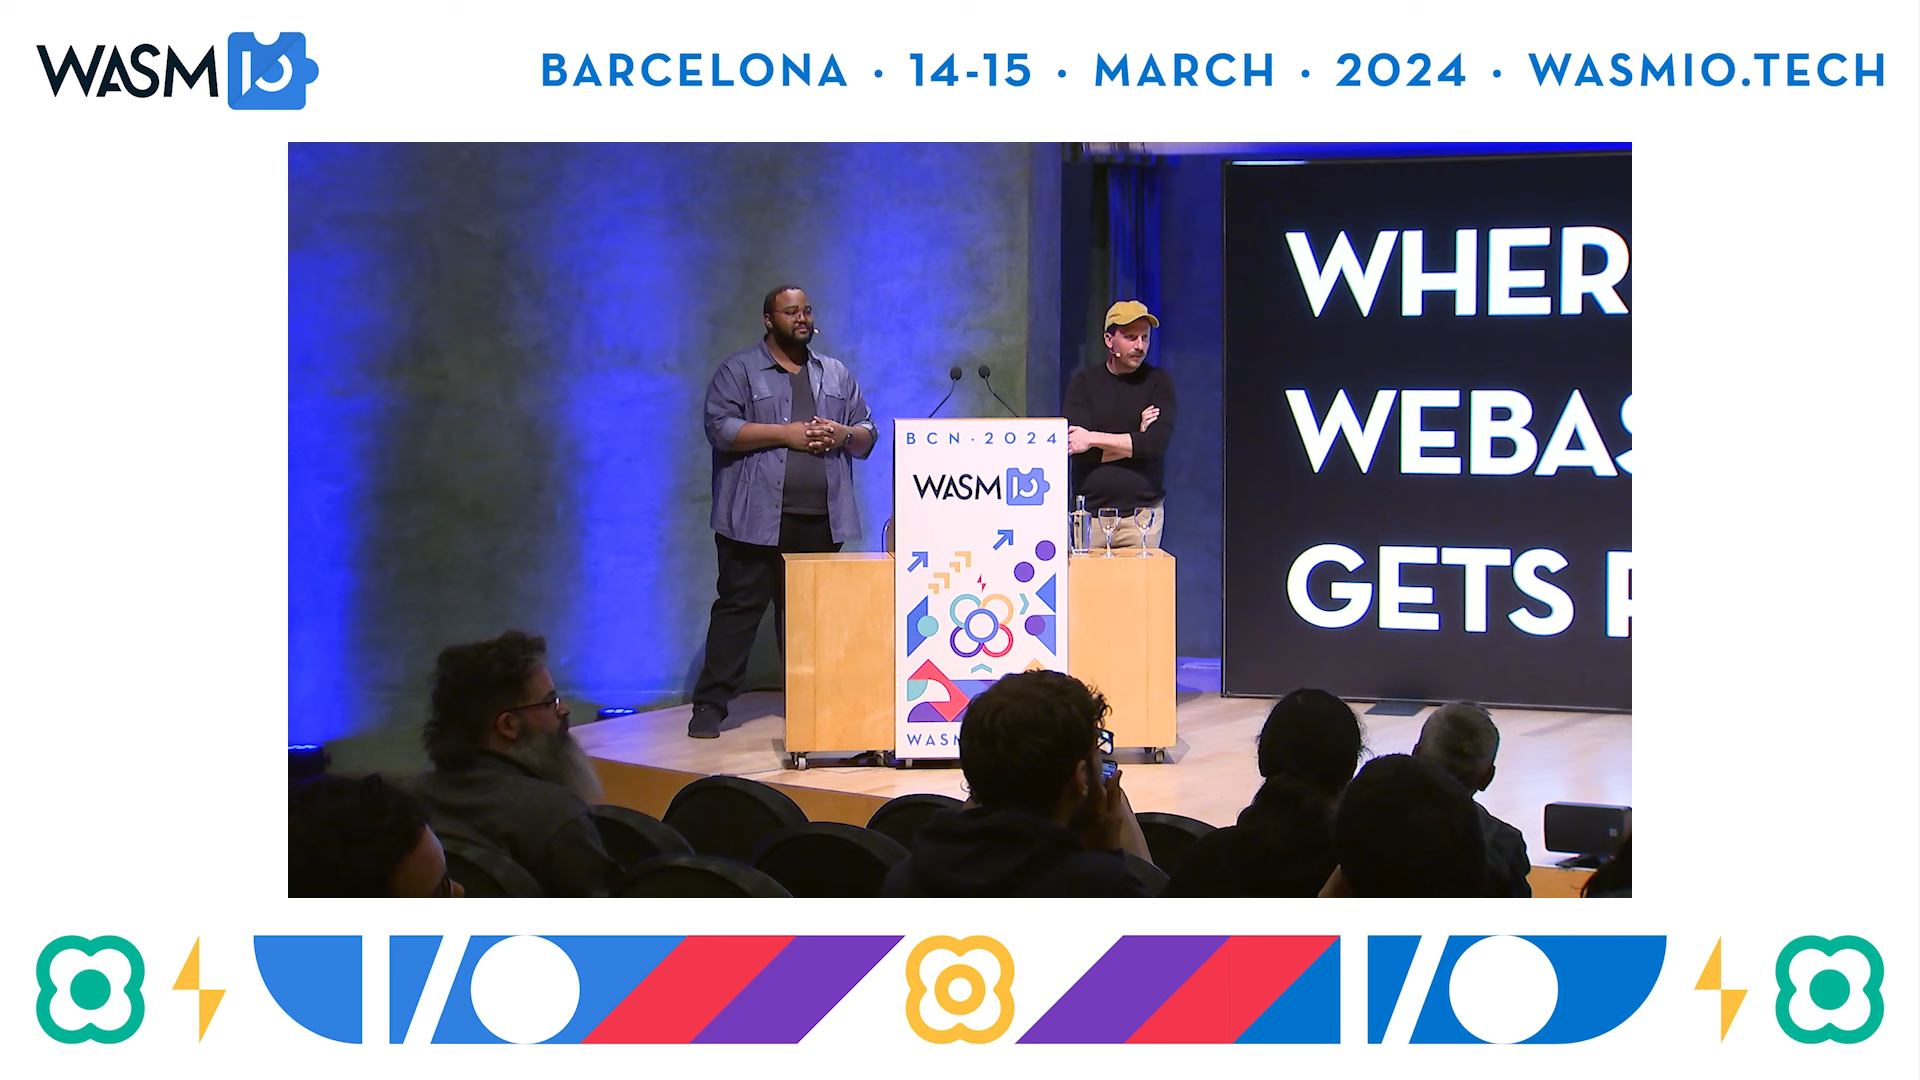 WASM IO
BARCELONA · 14-15 · MARCH · 2024 · WASMIO.TECH
WHER
WEBAS
GETS
BCN·2024
WASM IO
WASM
I/O
I/O